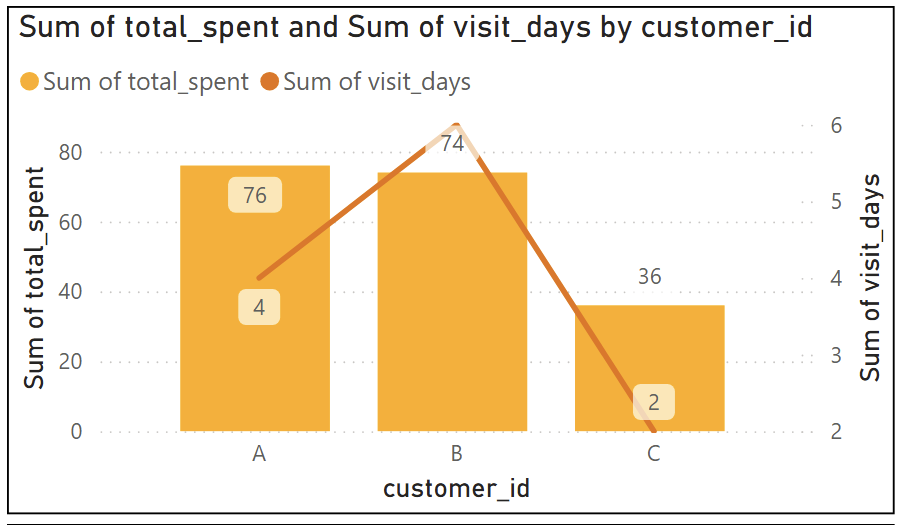 Sum of total_spent and Sum of visit_days by customer_id
Sum of total_spent Sum of visit_days
Sum of total_spent
80
60
40
20
0
76
74
36
4
2
6
5
4
3
2
Sum of visit_days
A B C
customer_id